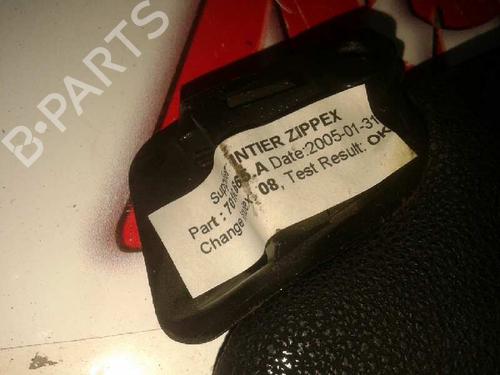 B-PARTS
INTIER ZIPPEX
Part : A Date:2005-01-31
Change 08, Test Result: OK